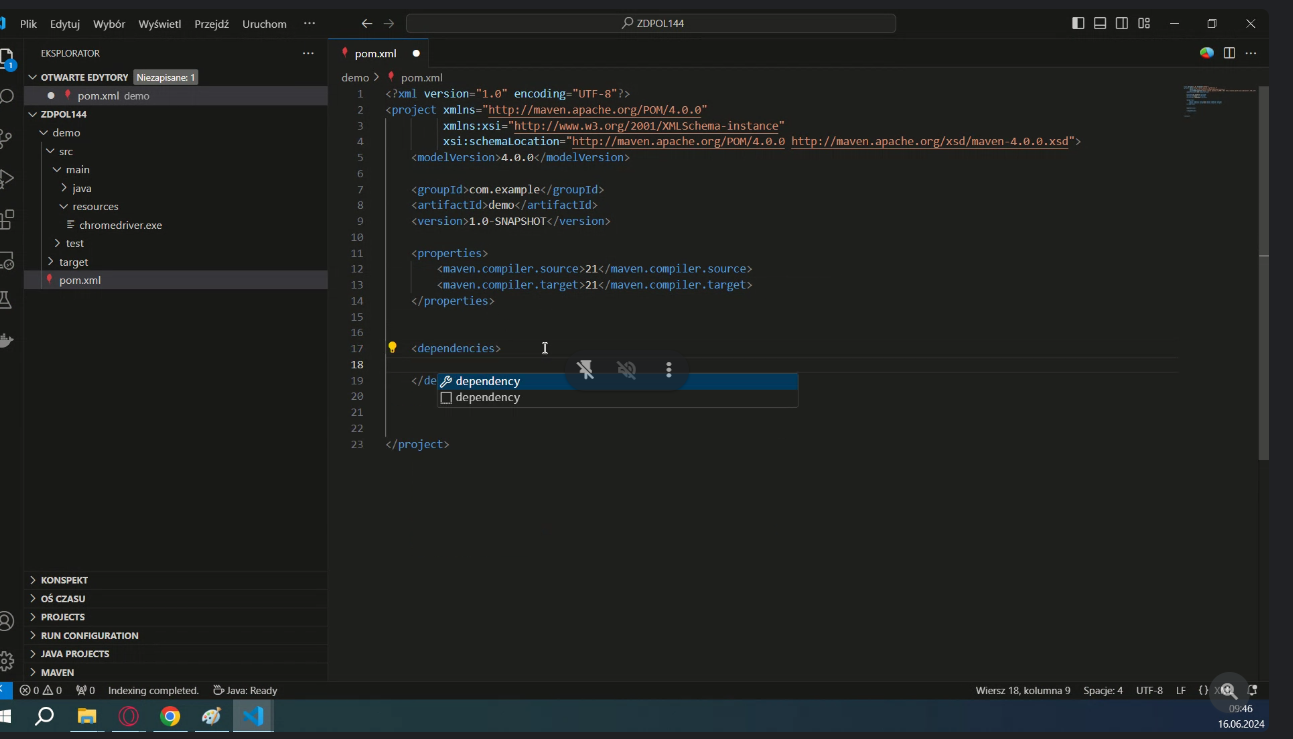 Plik Edytuj Wybór Wyświetl Przejdź Uruchom ··· ZDPOL144
EKSPLORATOR ···
OTWARTE EDYTORY Niezapisane: 1
pom.xml demo
ZDPOL144
demo
src
main
java
resources
chromedriver.exe
test
target
pom.xml
KONSPEKT
OŚ CZASU
PROJECTS
RUN CONFIGURATION
JAVA PROJECTS
MAVEN
pom.xml
demo > pom.xml
1 <?xml version="1.0" encoding="UTF-8"?>
2 <project xmlns="http://maven.apache.org/POM/4.0.0"
3 xmlns:xsi="http://www.w3.org/2001/XMLSchema-instance"
4 xsi:schemaLocation="http://maven.apache.org/POM/4.0.0 http://maven.apache.org/xsd/maven-4.0.0.xsd">
5 <modelVersion>4.0.0</modelVersion>
6
7 <groupId>com.example</groupId>
8 <artifactId>demo</artifactId>
9 <version>1.0-SNAPSHOT</version>
10
11 <properties>
12 <maven.compiler.source>21</maven.compiler.source>
13 <maven.compiler.target>21</maven.compiler.target>
14 </properties>
15
16
17 <dependencies>
18
19 </de
dependency
dependency
20
21
22
23 </project>
0 0 0 Indexing completed. Java: Ready Wiersz 18, kolumna 9 Spacje: 4 UTF-8 LF {}
09:46
16.06.2024